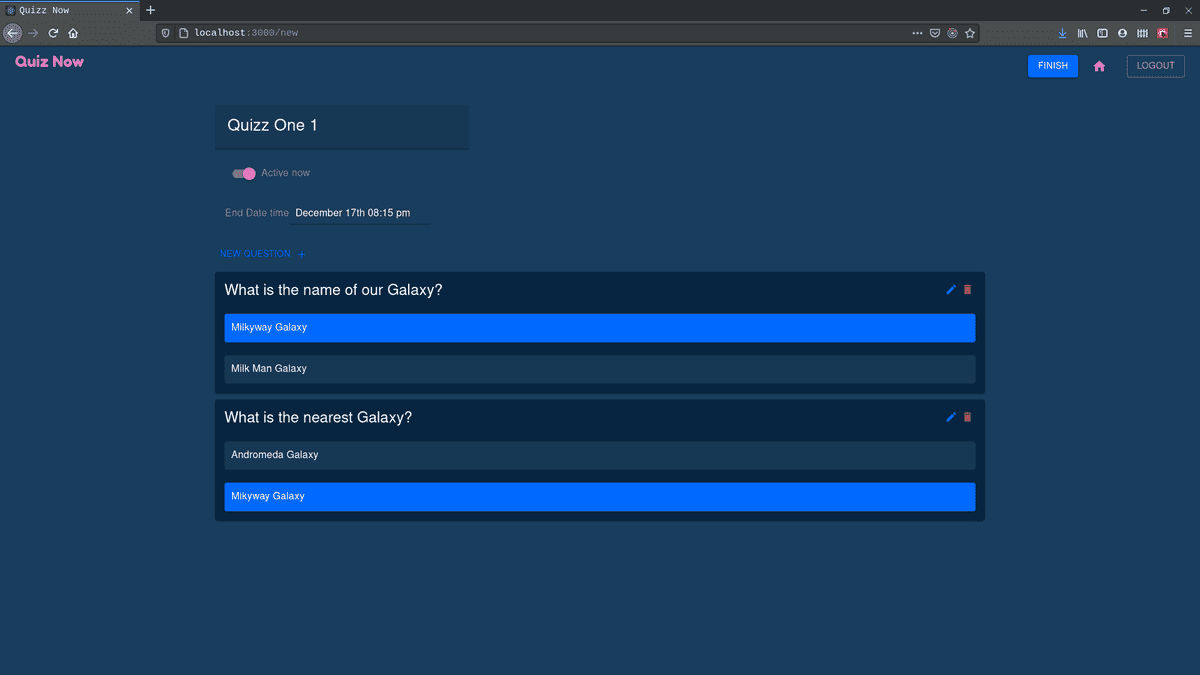 Quizz Now
localhost:3000/new
Quiz Now
FINISH
LOGOUT
Quizz One 1
Active now
End Date time December 17th 08:15 pm
NEW QUESTION +
What is the name of our Galaxy?
Milkyway Galaxy
Milk Man Galaxy
What is the nearest Galaxy?
Andromeda Galaxy
Mikyway Galaxy